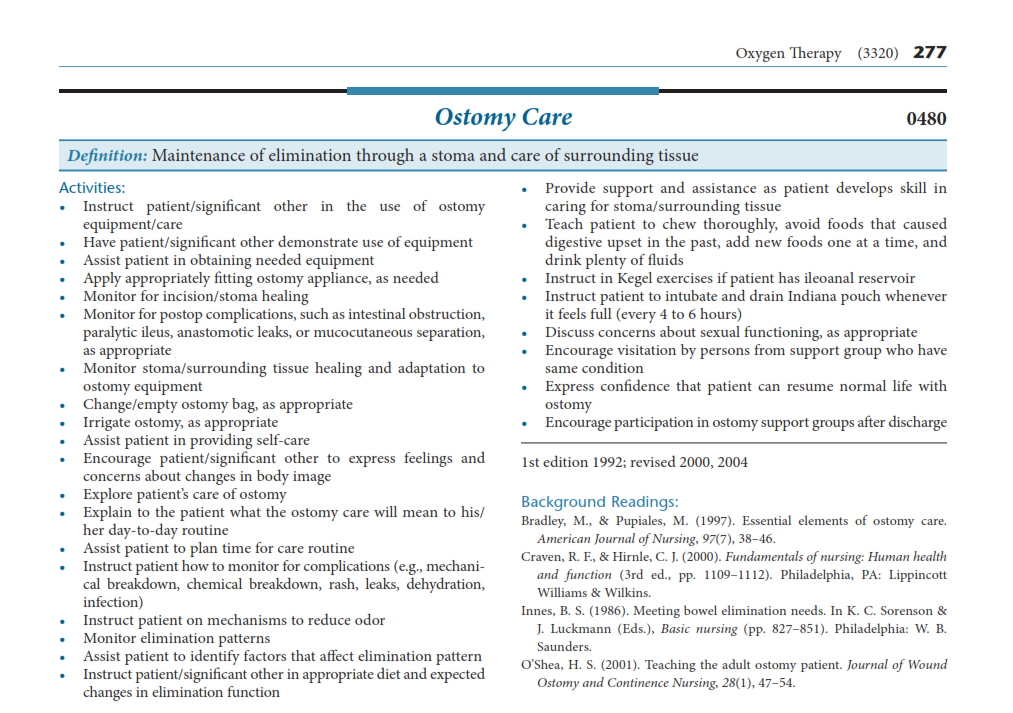 Oxygen Therapy (3320) 277
Ostomy Care 0480
Definition: Maintenance of elimination through a stoma and care of surrounding tissue
Activities:
• Instruct patient/significant other in the use of ostomy
equipment/care
• Have patient/significant other demonstrate use of equipment
• Assist patient in obtaining needed equipment
• Apply appropriately fitting ostomy appliance, as needed
• Monitor for incision/stoma healing
• Monitor for postop complications, such as intestinal obstruction,
paralytic ileus, anastomotic leaks, or mucocutaneous separation,
as appropriate
• Monitor stoma/surrounding tissue healing and adaptation to
ostomy equipment
• Change/empty ostomy bag, as appropriate
• Irrigate ostomy, as appropriate
• Assist patient in providing self-care
• Encourage patient/significant other to express feelings and
concerns about changes in body image
• Explore patient's care of ostomy
• Explain to the patient what the ostomy care will mean to his/
her day-to-day routine
• Assist patient to plan time for care routine
• Instruct patient how to monitor for complications (e.g., mechani-
cal breakdown, chemical breakdown, rash, leaks, dehydration,
infection)
• Instruct patient on mechanisms to reduce odor
• Monitor elimination patterns
• Assist patient to identify factors that affect elimination pattern
• Instruct patient/significant other in appropriate diet and expected
changes in elimination function
• Provide support and assistance as patient develops skill in
caring for stoma/surrounding tissue
• Teach patient to chew thoroughly, avoid foods that caused
digestive upset in the past, add new foods one at a time, and
drink plenty of fluids
• Instruct in Kegel exercises if patient has ileoanal reservoir
• Instruct patient to intubate and drain Indiana pouch whenever
it feels full (every 4 to 6 hours)
• Discuss concerns about sexual functioning, as appropriate
• Encourage visitation by persons from support group who have
same condition
• Express confidence that patient can resume normal life with
ostomy
• Encourage participation in ostomy support groups after discharge
1st edition 1992; revised 2000, 2004
Background Readings:
Bradley, M., & Pupiales, M. (1997). Essential elements of ostomy care.
American Journal of Nursing, 97(7), 38–46.
Craven, R. F., & Hirnle, C. J. (2000). Fundamentals of nursing: Human health
and function (3rd ed., pp. 1109–1112). Philadelphia, PA: Lippincott
Williams & Wilkins.
Innes, B. S. (1986). Meeting bowel elimination needs. In K. C. Sorenson &
J. Luckmann (Eds.), Basic nursing (pp. 827–851). Philadelphia: W. B.
Saunders.
O'Shea, H. S. (2001). Teaching the adult ostomy patient. Journal of Wound
Ostomy and Continence Nursing, 28(1), 47–54.